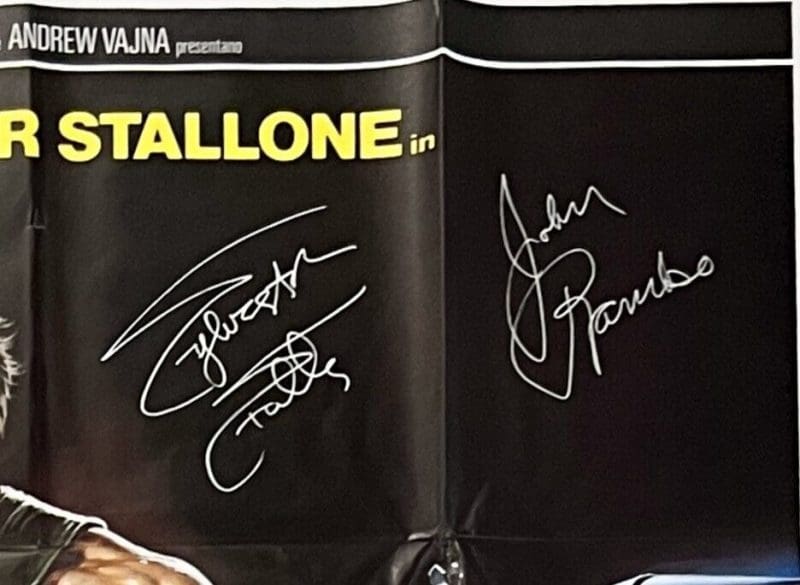 ANDREW VAJNA presentano
R STALLONE in
Sylvester
Stallone
John
Rambo